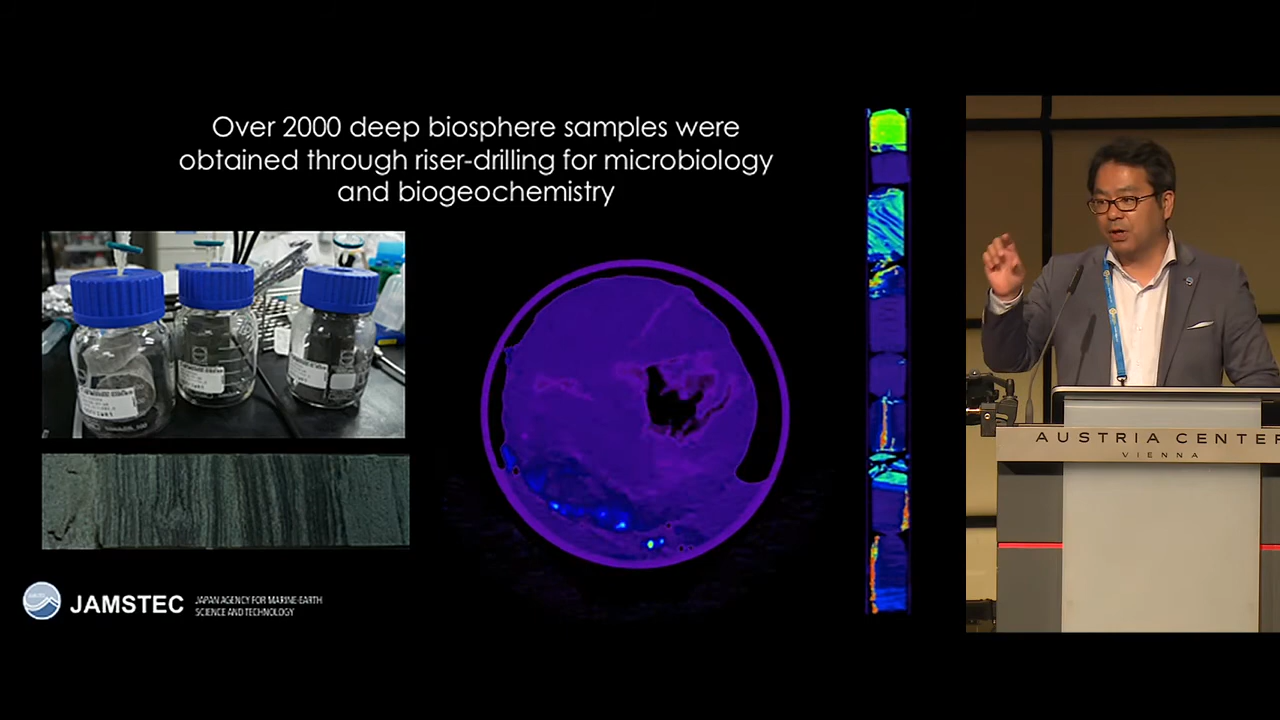 Over 2000 deep biosphere samples were
obtained through riser-drilling for microbiology
and biogeochemistry
JAMSTEC
JAPAN AGENCY FOR MARINE-EARTH
SCIENCE AND TECHNOLOGY
AUSTRIA CENTER
VIENNA